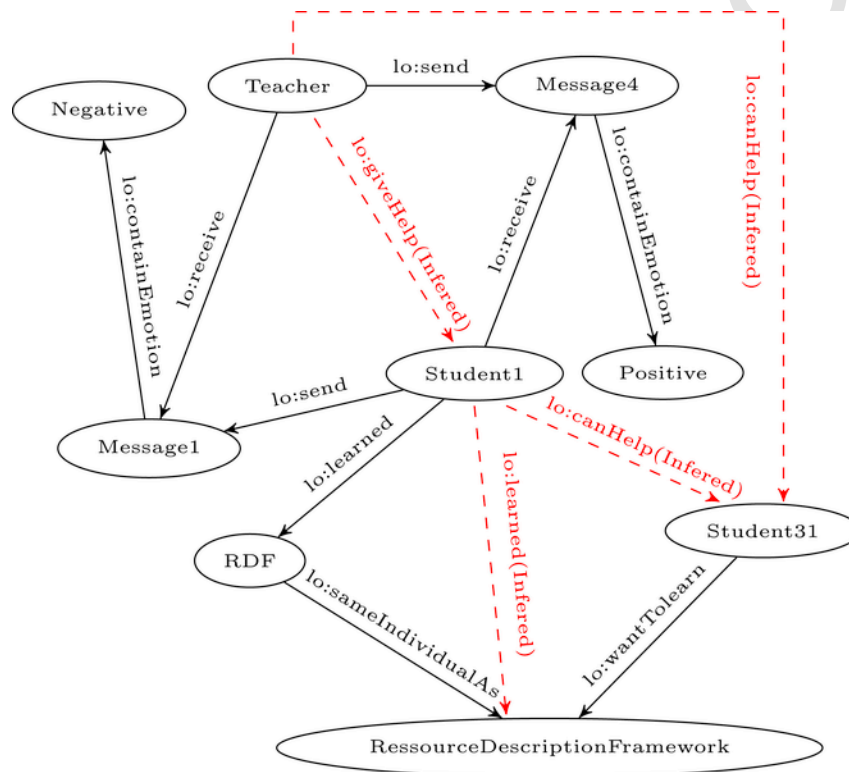 lo:send
Teacher
Message4
Negative
lo:canHelp(Infered)
lo:giveHelp(Infered)
lo:receive
lo:containEmotion
lo:receive
lo:containEmotion
Student1
Positive
lo:send
Message1
lo:canHelp(Infered)
lo:learned
lo:learned(Infered)
Student31
RDF
lo:sameIndividualAs
lo:wantTolearn
RessourceDescriptionFramework